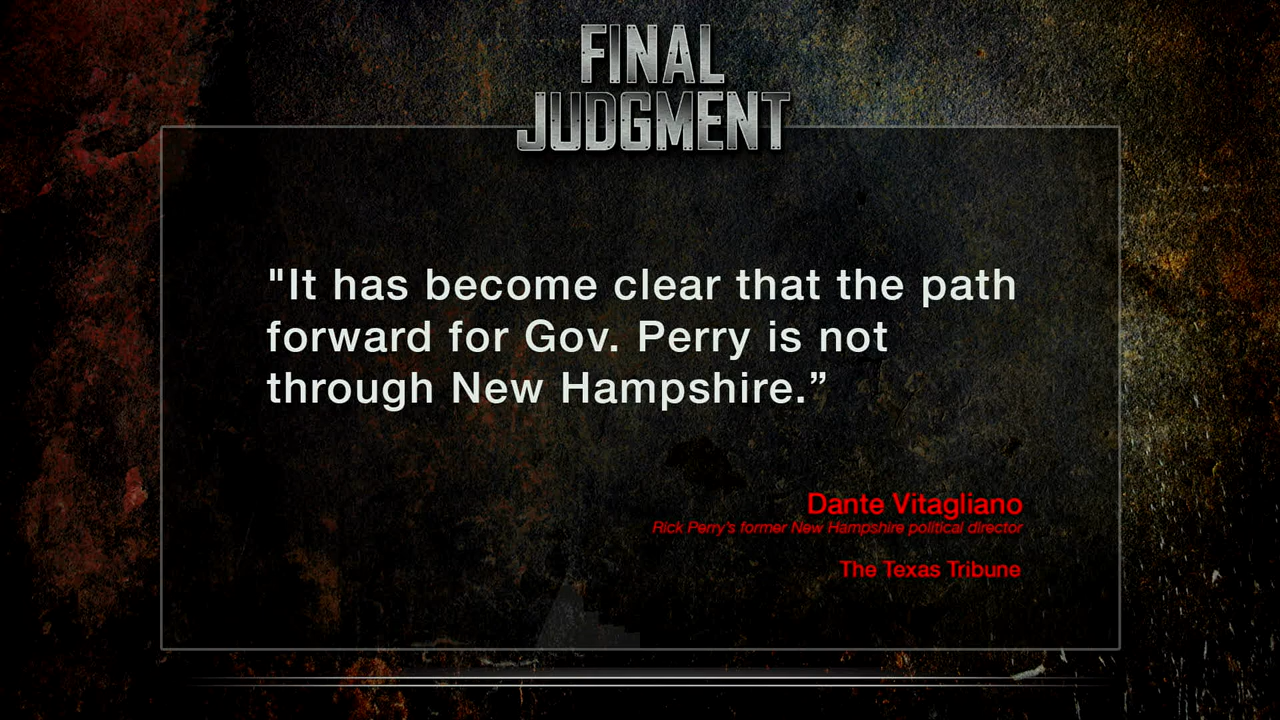 FINAL
JUDGMENT
"It has become clear that the path
forward for Gov. Perry is not
through New Hampshire.”
Dante Vitagliano
Rick Perry's former New Hampshire political director
The Texas Tribune